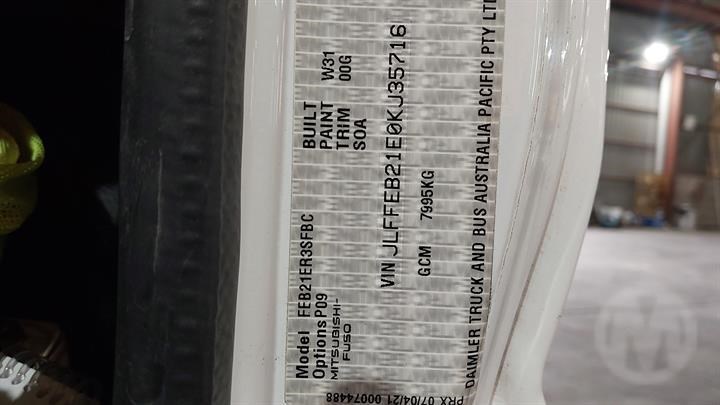 Model FEB21ER3SFBC BUILT
Options P09 PAINT W31
MITSUBISHI- TRIM 00G
FUSO SOA
VIN JLFFEB21E0KJ35716
GCM 7995KG
PRX 07/04/21 00074488
DAIMLER TRUCK AND BUS AUSTRALIA PACIFIC PTY LTD
M